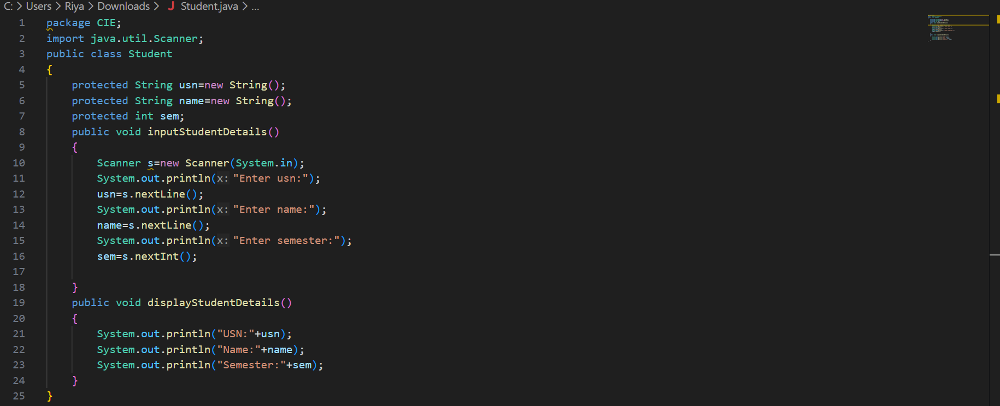 C: > Users > Riya > Downloads > J Student.java > ...
1 package CIE;
2 import java.util.Scanner;
3 public class Student
4 {
5 protected String usn=new String();
6 protected String name=new String();
7 protected int sem;
8 public void inputStudentDetails()
9 {
10 Scanner s=new Scanner(System.in);
11 System.out.println(x: "Enter usn:");
12 usn=s.nextLine();
13 System.out.println(x: "Enter name:");
14 name=s.nextLine();
15 System.out.println(x: "Enter semester:");
16 sem=s.nextInt();
17
18 }
19 public void displayStudentDetails()
20 {
21 System.out.println("USN:"+usn);
22 System.out.println("Name:"+name);
23 System.out.println("Semester:"+sem);
24 }
25 }